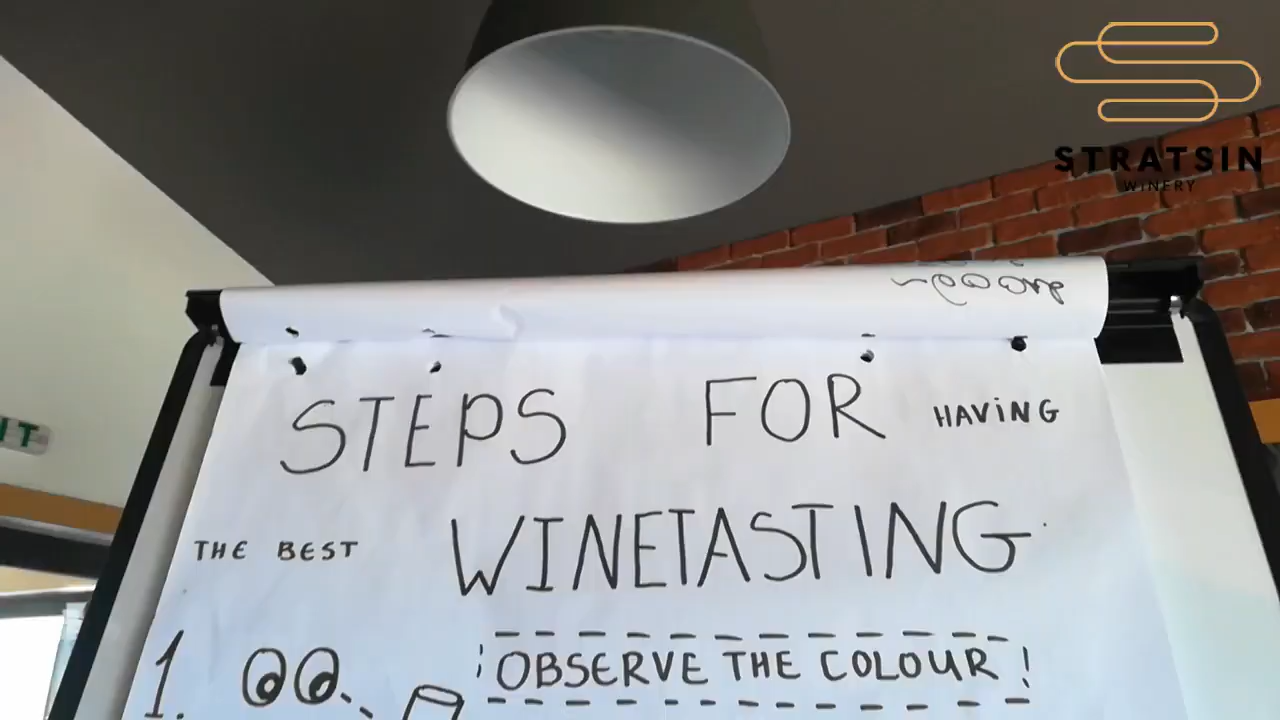 STRATSIN
WINERY
STEPS FOR HAVING
THE BEST WINETASTING
1. OBSERVE THE COLOUR!